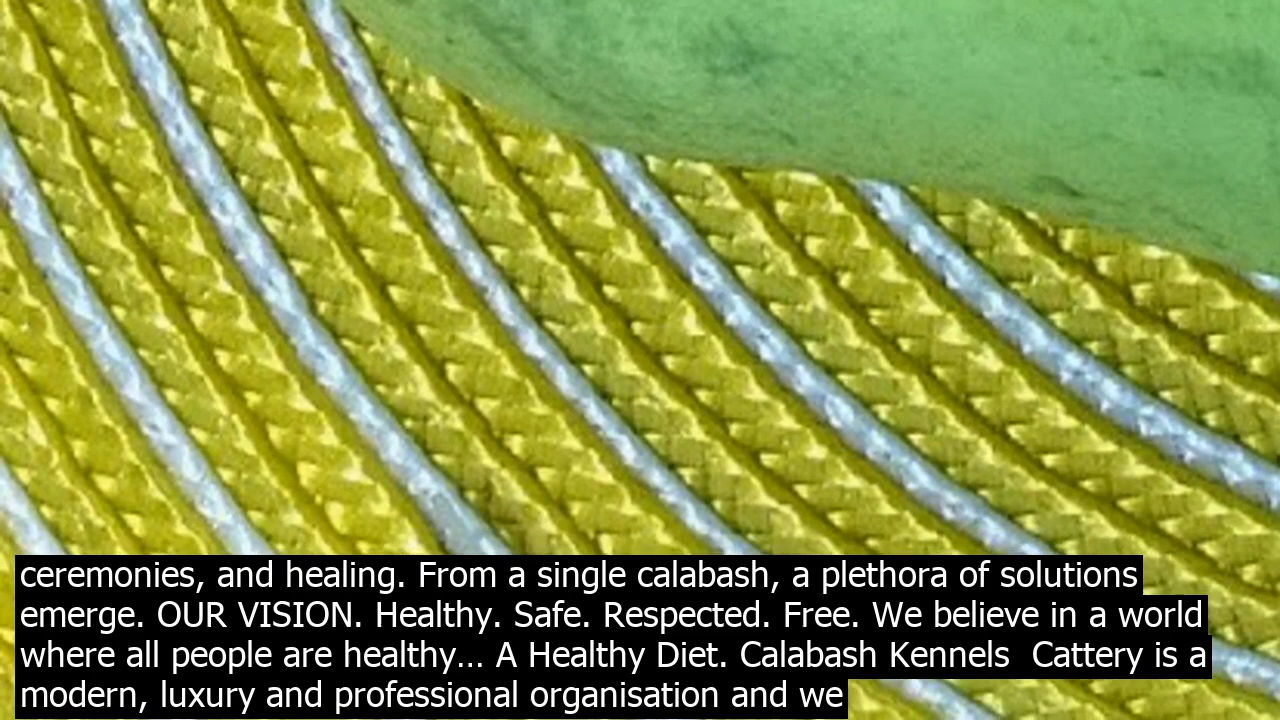 ceremonies, and healing. From a single calabash, a plethora of solutions
emerge. OUR VISION. Healthy. Safe. Respected. Free. We believe in a world
where all people are healthy... A Healthy Diet. Calabash Kennels  Cattery is a
modern, luxury and professional organisation and we